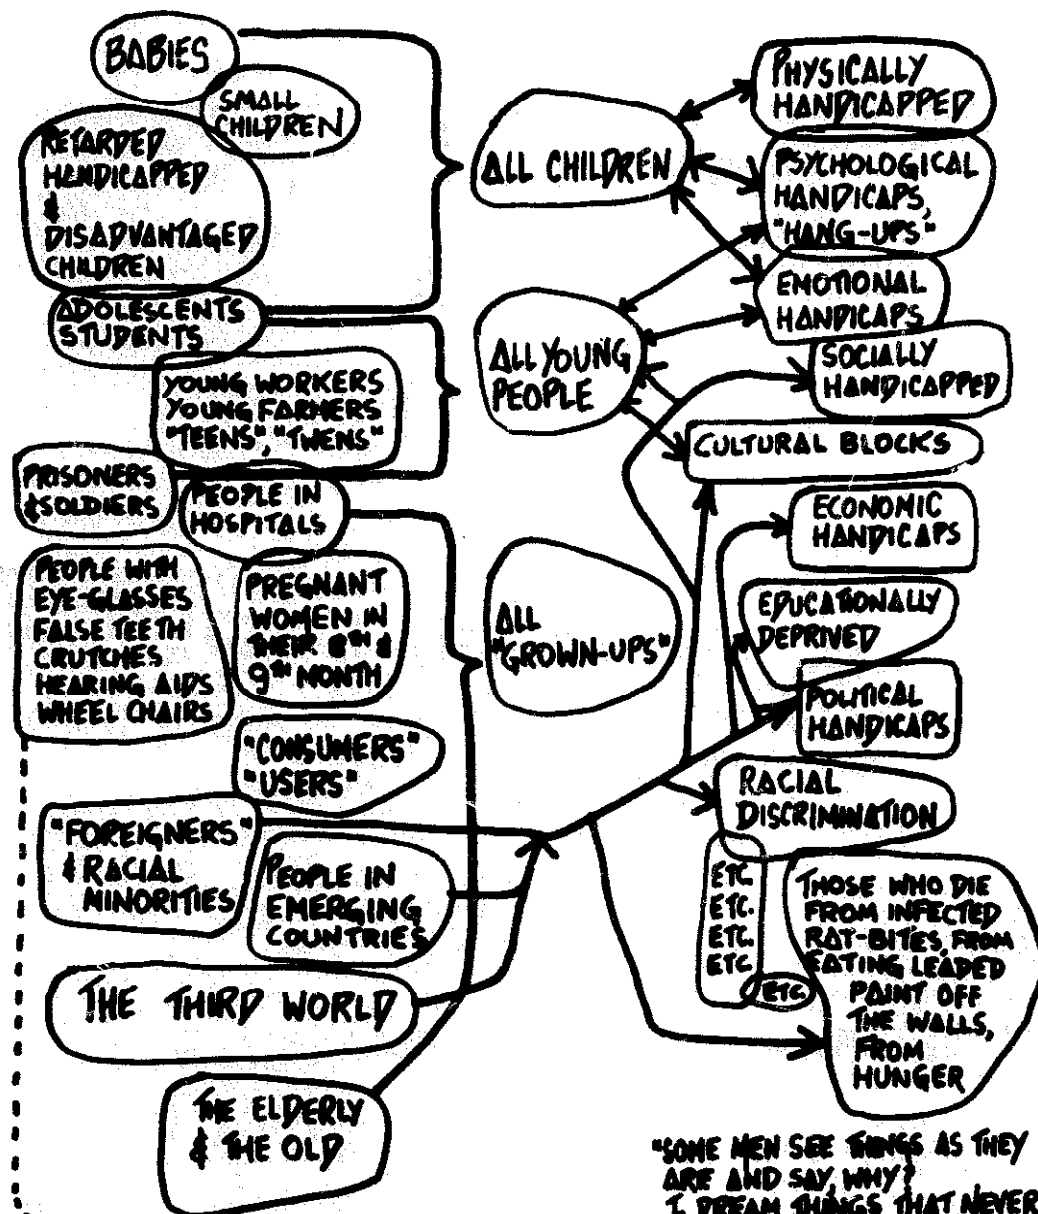 BABIES
SMALL
CHILDREN
RETARDED
HANDICAPPED
&
DISADVANTAGED
CHILDREN
ADOLESCENTS
STUDENTS
YOUNG WORKERS
YOUNG FARMERS
"TEENS", "TWENS"
PRISONERS
& SOLDIERS
PEOPLE IN
HOSPITALS
PEOPLE WITH
EYE-GLASSES
FALSE TEETH
CRUTCHES
HEARING AIDS
WHEEL CHAIRS
PREGNANT
WOMEN IN
THEIR 8TH &
9TH MONTH
"CONSUMERS"
"USERS"
"FOREIGNERS"
& RACIAL
MINORITIES
PEOPLE IN
EMERGING
COUNTRIES
THE THIRD WORLD
THE ELDERLY
& THE OLD
ALL CHILDREN
ALL YOUNG
PEOPLE
ALL
"GROWN-UPS"
PHYSICALLY
HANDICAPPED
PSYCHOLOGICAL
HANDICAPS,
"HANG-UPS"
EMOTIONAL
HANDICAPS
SOCIALLY
HANDICAPPED
CULTURAL BLOCKS
ECONOMIC
HANDICAPS
EDUCATIONALLY
DEPRIVED
POLITICAL
HANDICAPS
RACIAL
DISCRIMINATION
ETC.
ETC.
ETC.
ETC.
ETC.
THOSE WHO DIE
FROM INFECTED
RAT-BITES, FROM
EATING LEADED
PAINT OFF
THE WALLS,
FROM
HUNGER
"SOME MEN SEE THINGS AS THEY
ARE AND SAY, WHY?
I DREAM THINGS THAT NEVER